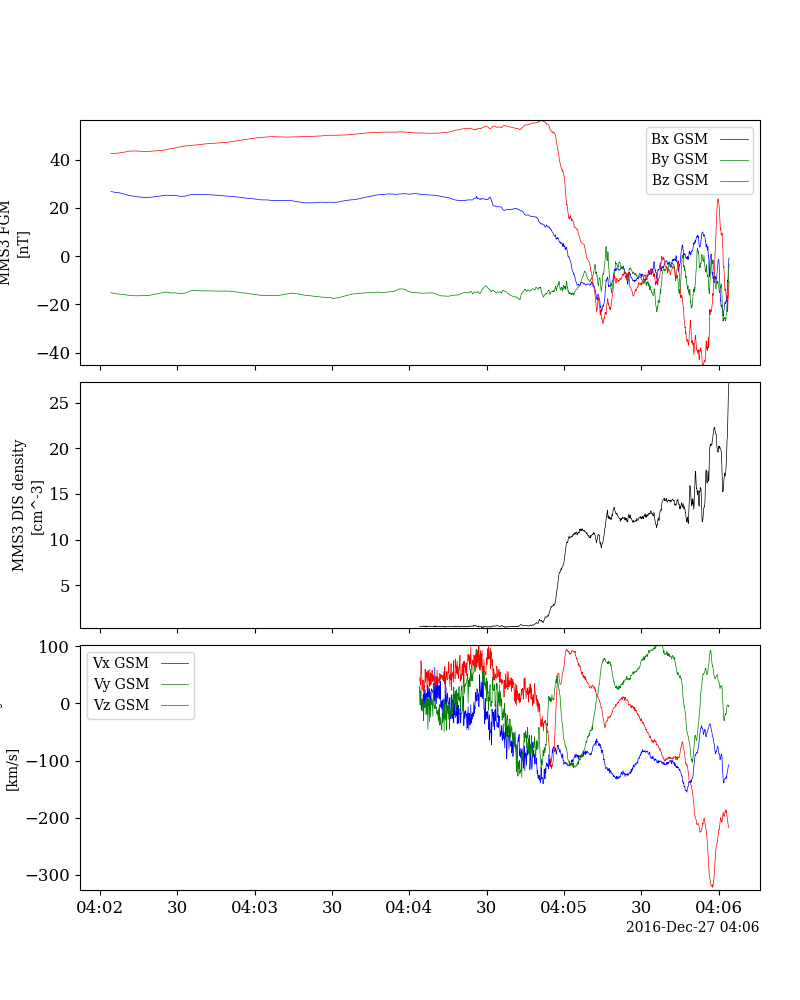 40
20
0
−20
−40
MMS3 FGM
[nT]
Bx GSM
By GSM
Bz GSM
25
20
15
10
5
MMS3 DIS density
[cm^-3]
100
0
−100
−200
−300
[km/s]
Vx GSM
Vy GSM
Vz GSM
04:02 30 04:03 30 04:04 30 04:05 30 04:06
2016-Dec-27 04:06